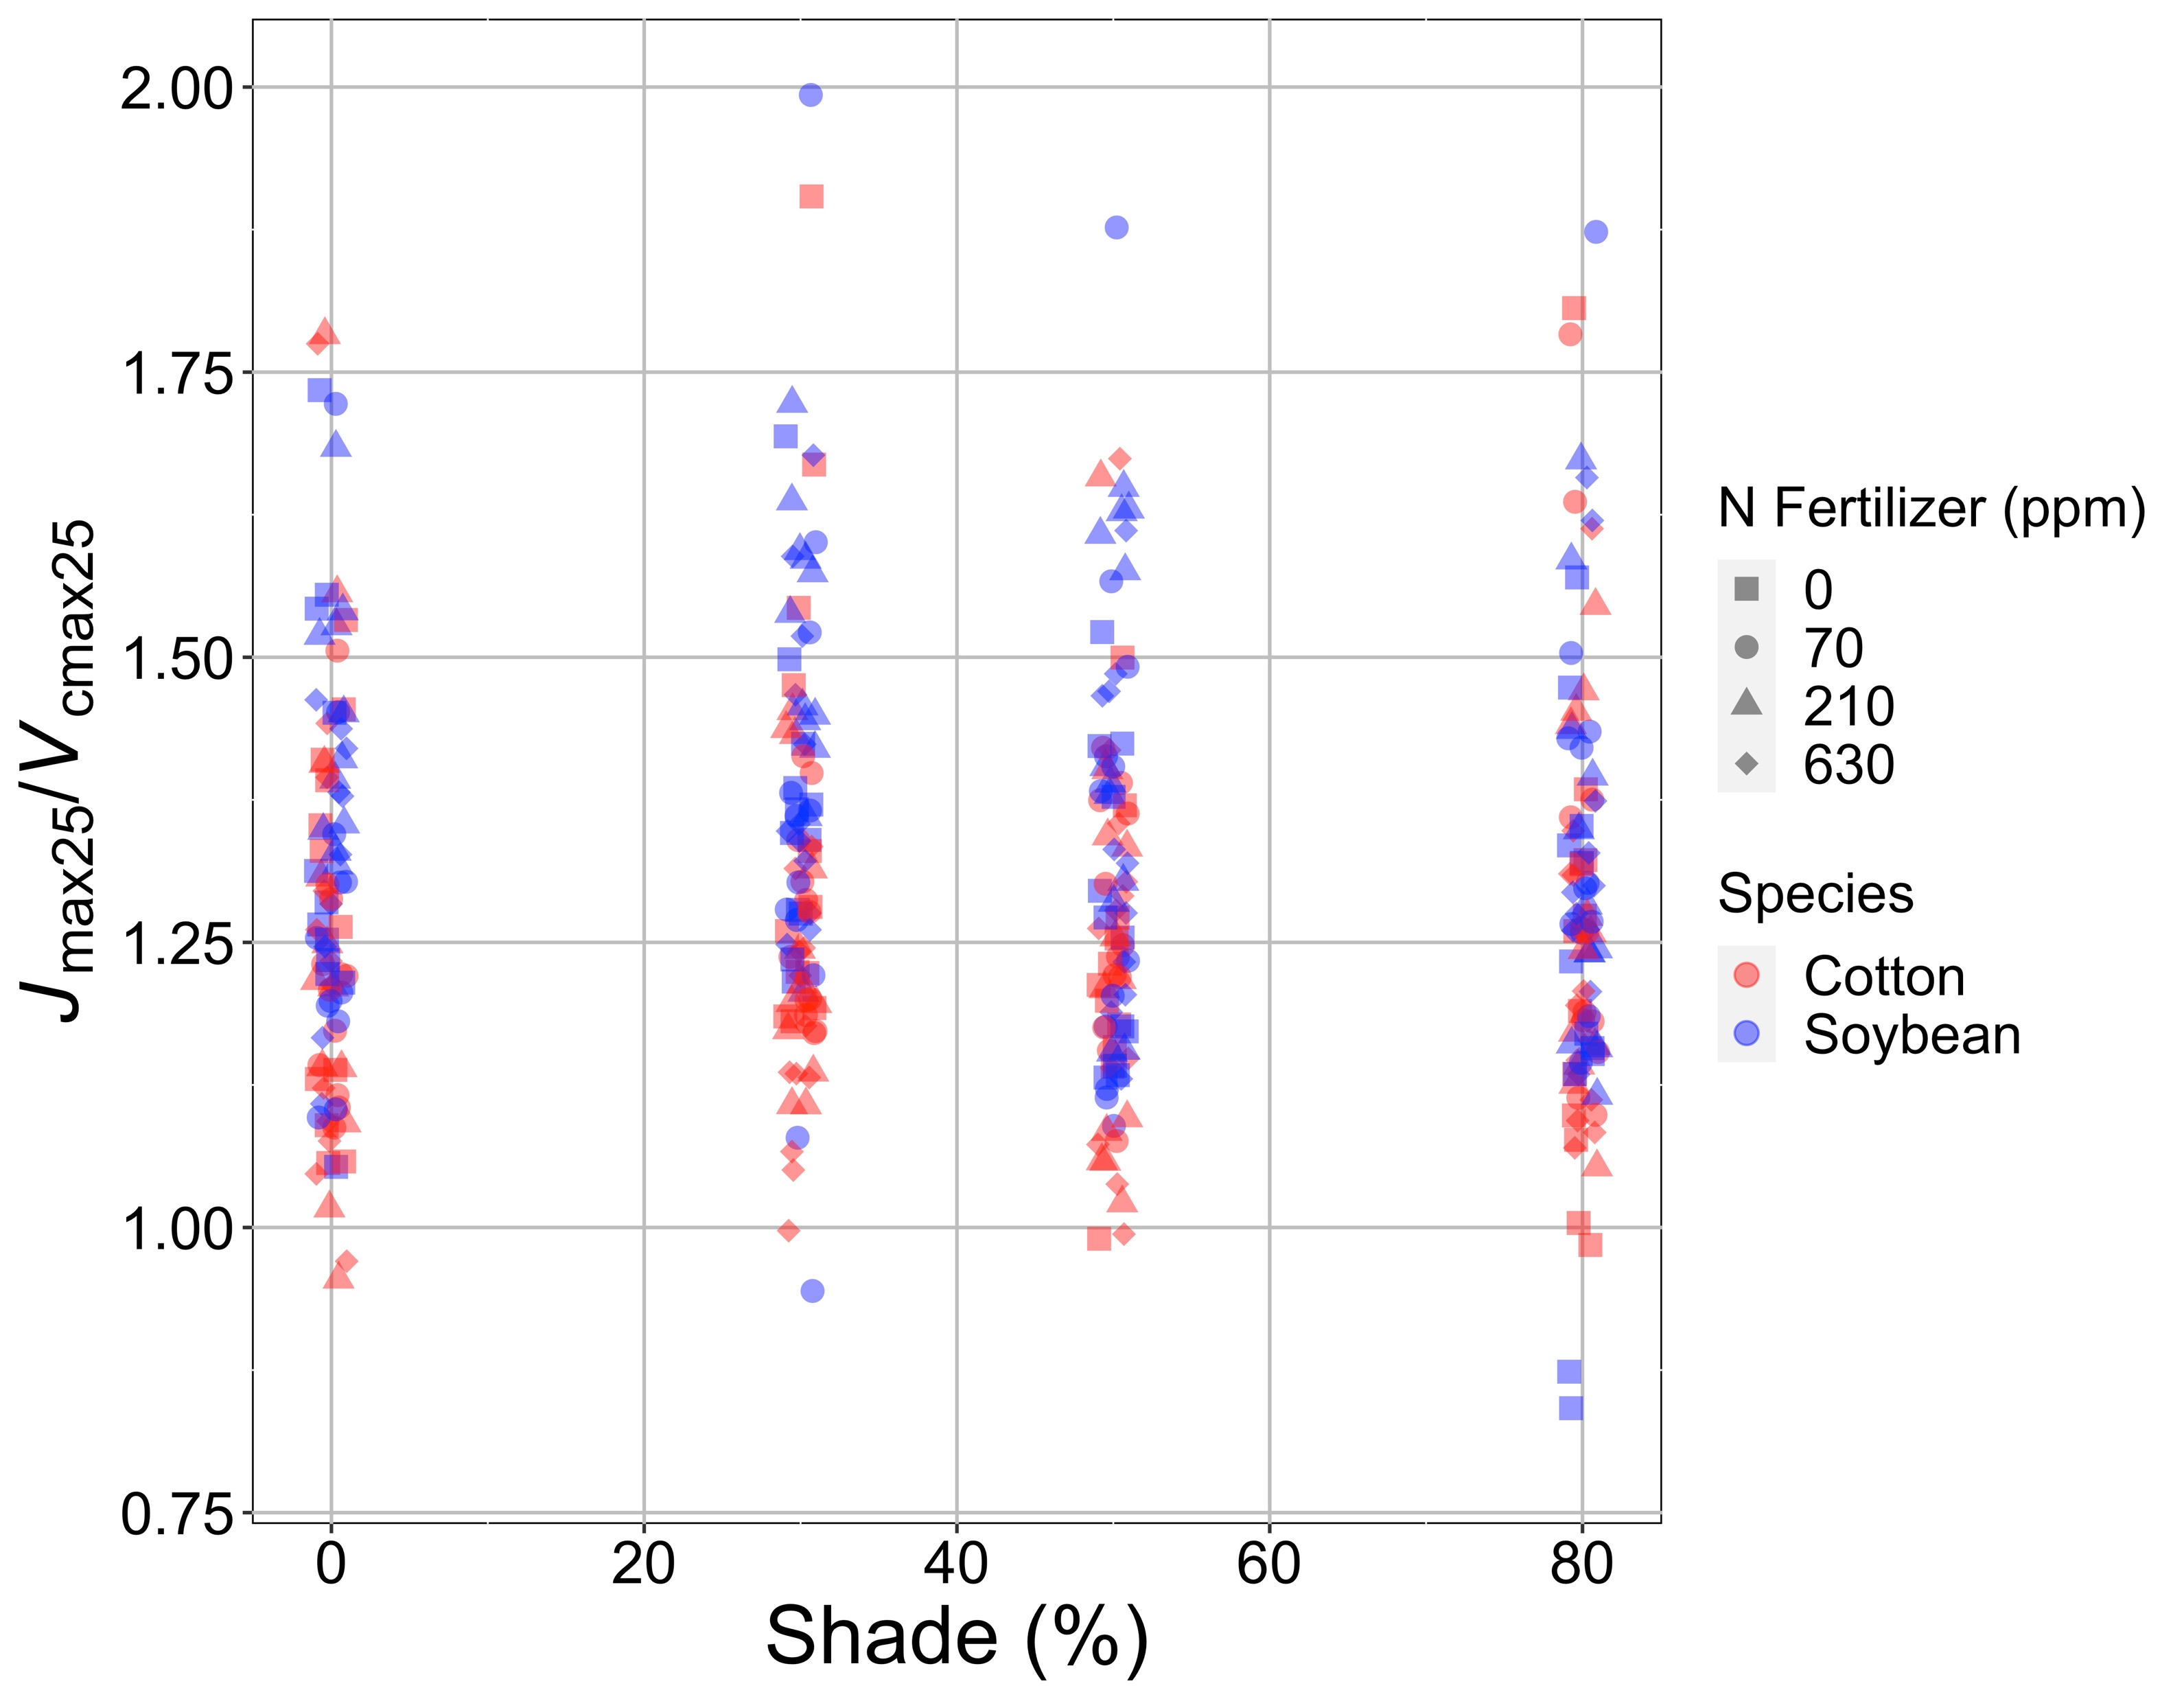 2.00
1.75
1.50
1.25
1.00
0.75
Jmax25/Vcmax25
0 20 40 60 80
Shade (%)
N Fertilizer (ppm)
0
70
210
630
Species
Cotton
Soybean